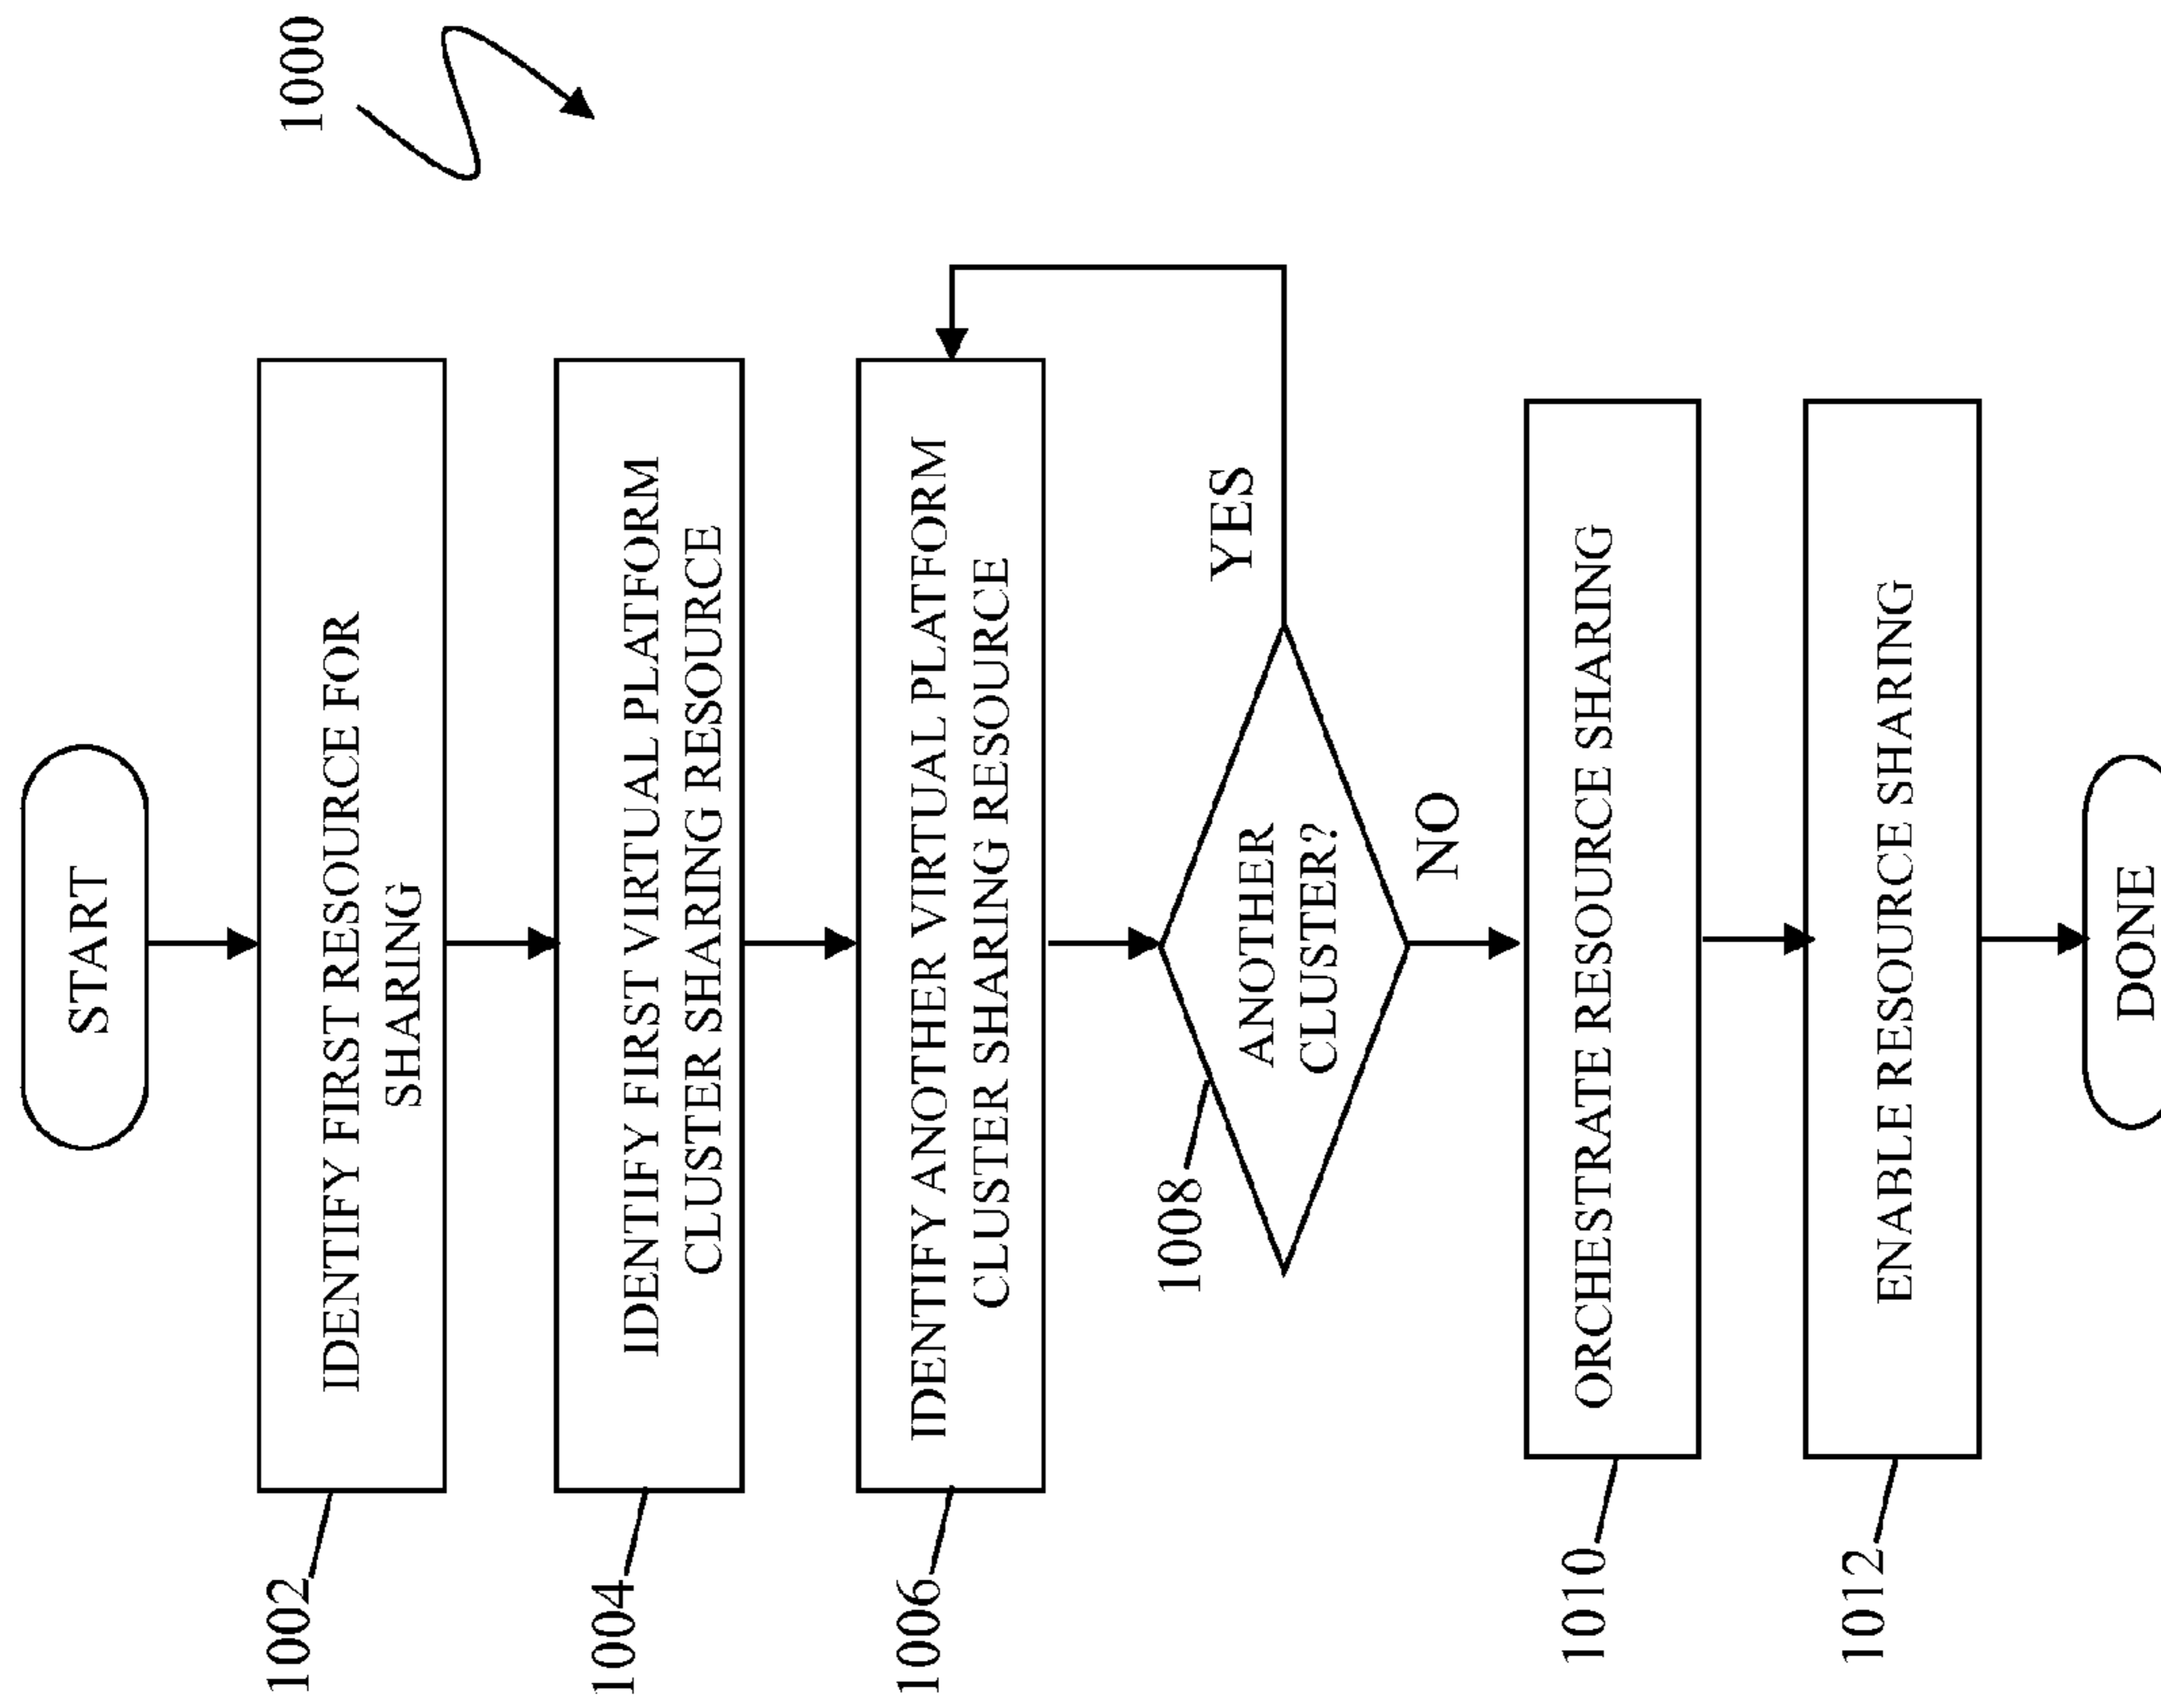 1000
START
1002
IDENTIFY FIRST RESOURCE FOR
SHARING
1004
IDENTIFY FIRST VIRTUAL PLATFORM
CLUSTER SHARING RESOURCE
1006
IDENTIFY ANOTHER VIRTUAL PLATFORM
CLUSTER SHARING RESOURCE
1008
ANOTHER
CLUSTER?
YES
NO
1010
ORCHESTRATE RESOURCE SHARING
1012
ENABLE RESOURCE SHARING
DONE